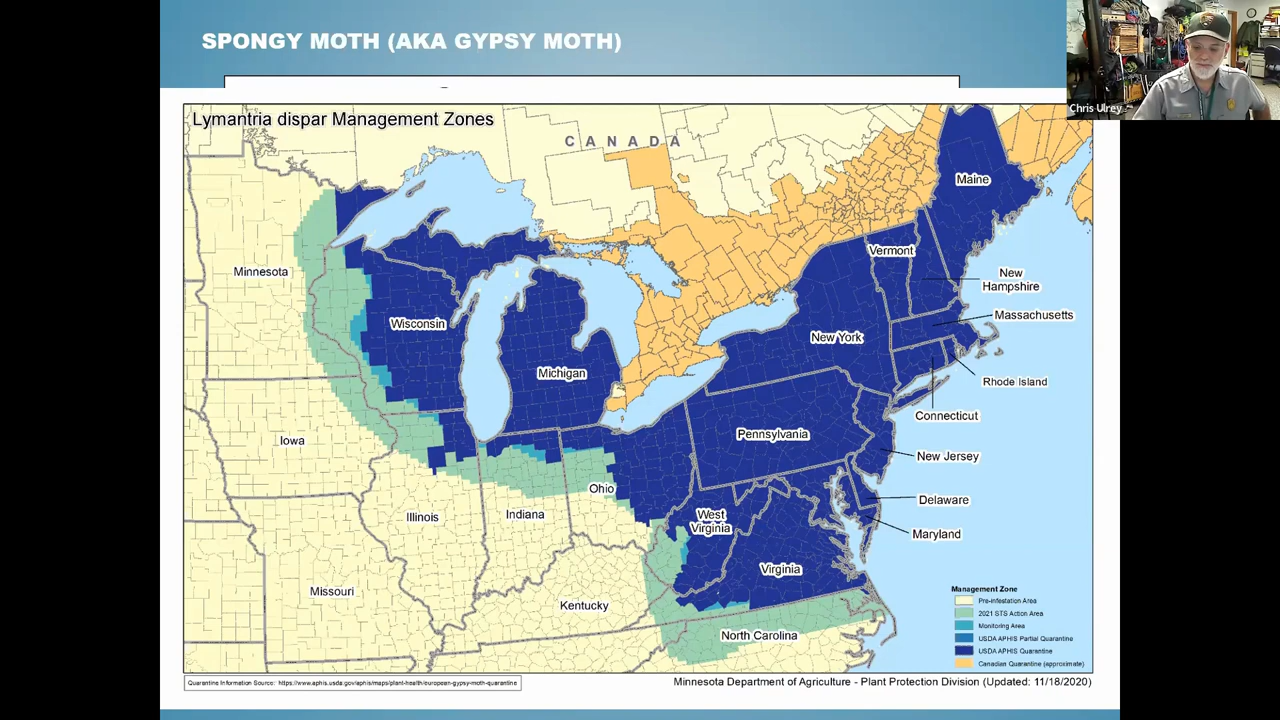 SPONGY MOTH (AKA GYPSY MOTH)
Chris Ulrey
Lymantria dispar Management Zones
CANADA
Maine
Vermont
Minnesota
New
Hampshire
Massachusetts
Wisconsin
New York
Michigan
Rhode Island
Connecticut
Iowa
Pennsylvania
New Jersey
Ohio
Delaware
Illinois
Indiana
West
Virginia
Maryland
Virginia
Missouri
Kentucky
North Carolina
Management Zone
Pre-infestation Area
2021 STS Action Area
Monitoring Area
USDA APHIS Partial Quarantine
USDA APHIS Quarantine
Canadian Quarantine (approximate)
Quarantine Information Source: https://www.aphis.usda.gov/aphis/maps/plant-health/european-gypsy-moth-quarantine
Minnesota Department of Agriculture - Plant Protection Division (Updated: 11/18/2020)